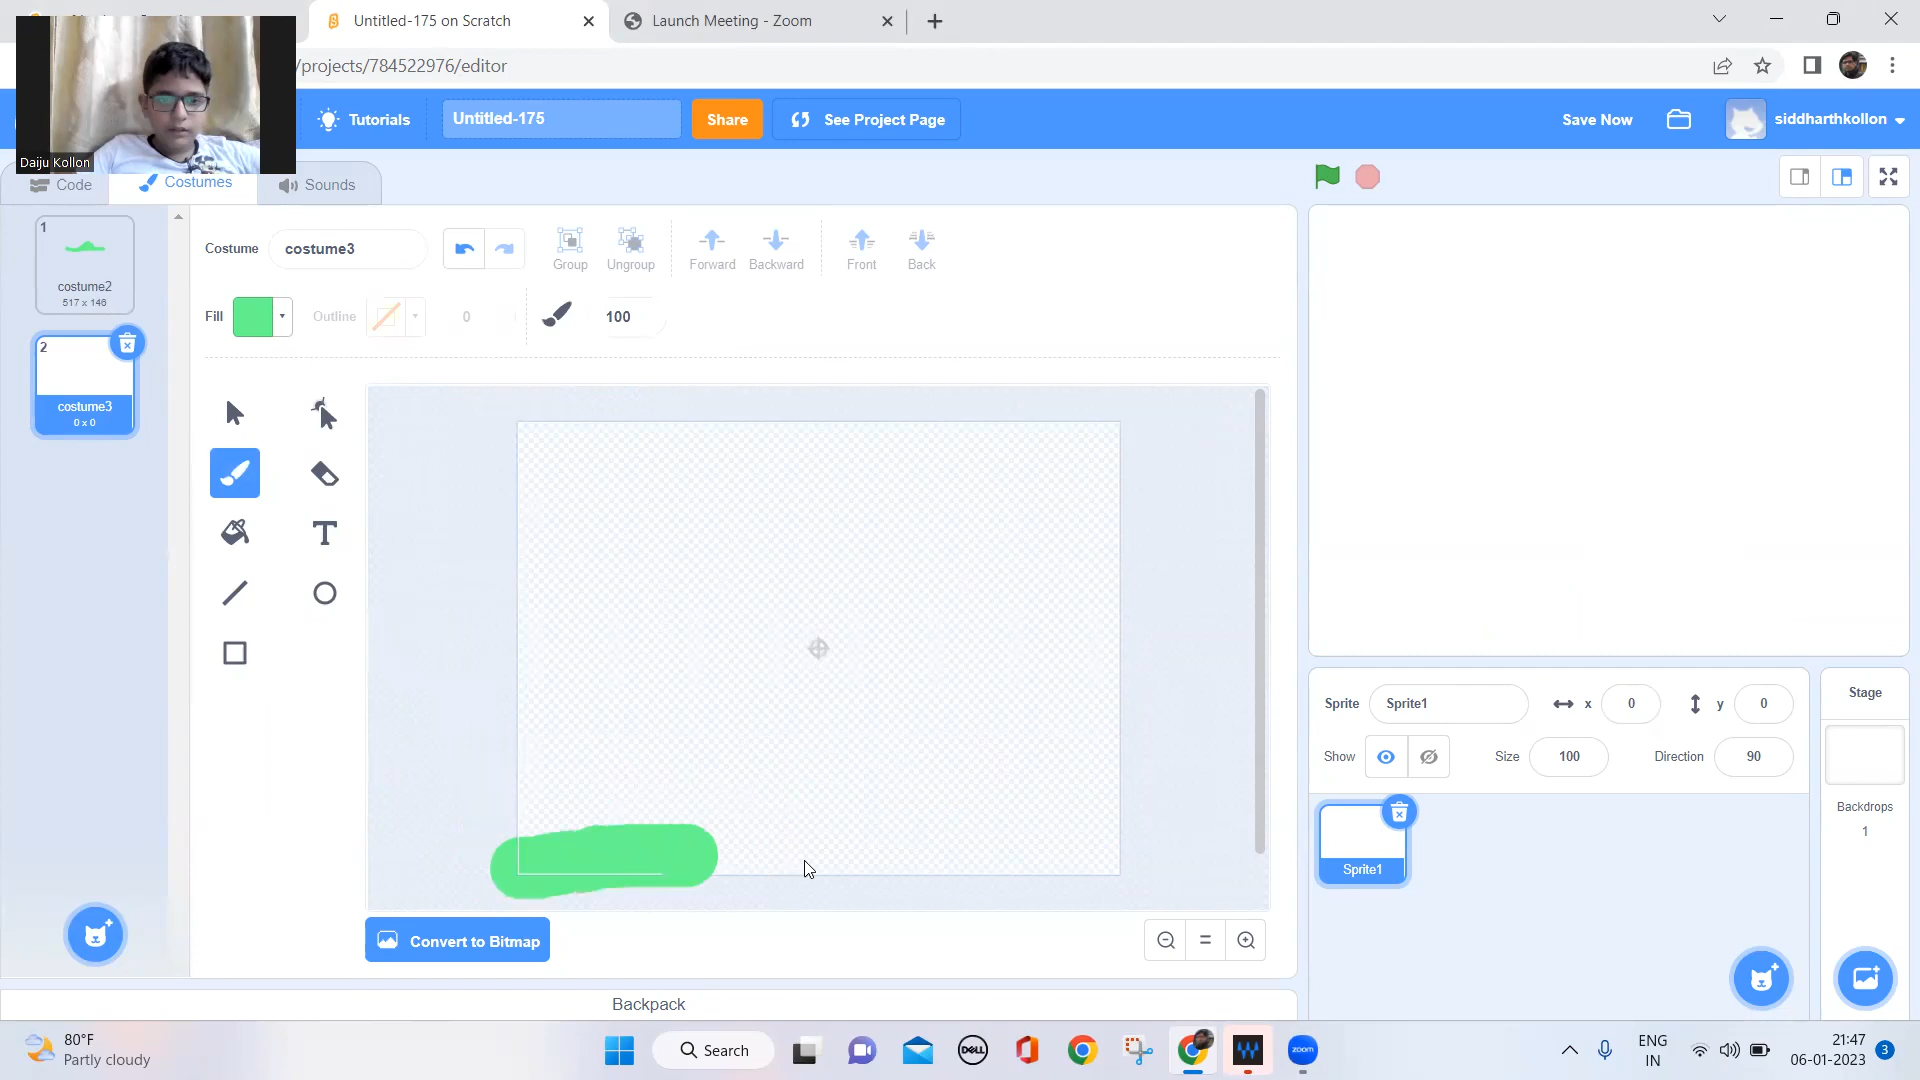 Untitled-175 on Scratch
Launch Meeting - Zoom
/projects/784522976/editor
Daiju Kollon
Tutorials
Untitled-175
Share
See Project Page
Save Now
siddharthkollon
Code
Costumes
Sounds
1
costume2
517 x 146
2
costume3
0 x 0
Costume
costume3
Group
Ungroup
Forward
Backward
Front
Back
Fill
Outline
0
100
T
Convert to Bitmap
Backpack
Sprite
Sprite1
x
0
y
0
Show
Size
100
Direction
90
Sprite1
Stage
Backdrops
1
80°F
Partly cloudy
Search
DELL
zoom
ENG
IN
21:47
06-01-2023
3